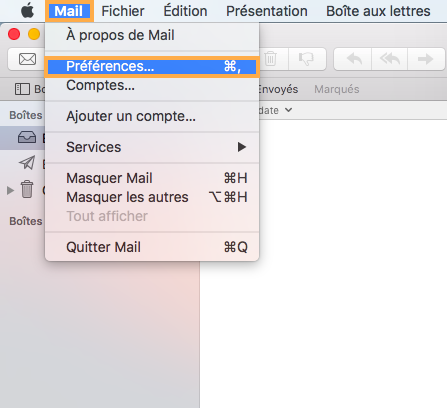 Mail Fichier Édition Présentation Boîte aux lettres
À propos de Mail
Préférences... ⌘,
Comptes...
Envoyés Marqués
Ajouter un compte...
date
Boîtes
Services
Masquer Mail ⌘H
Masquer les autres ⌥⌘H
Tout afficher
Boîtes
Quitter Mail ⌘Q